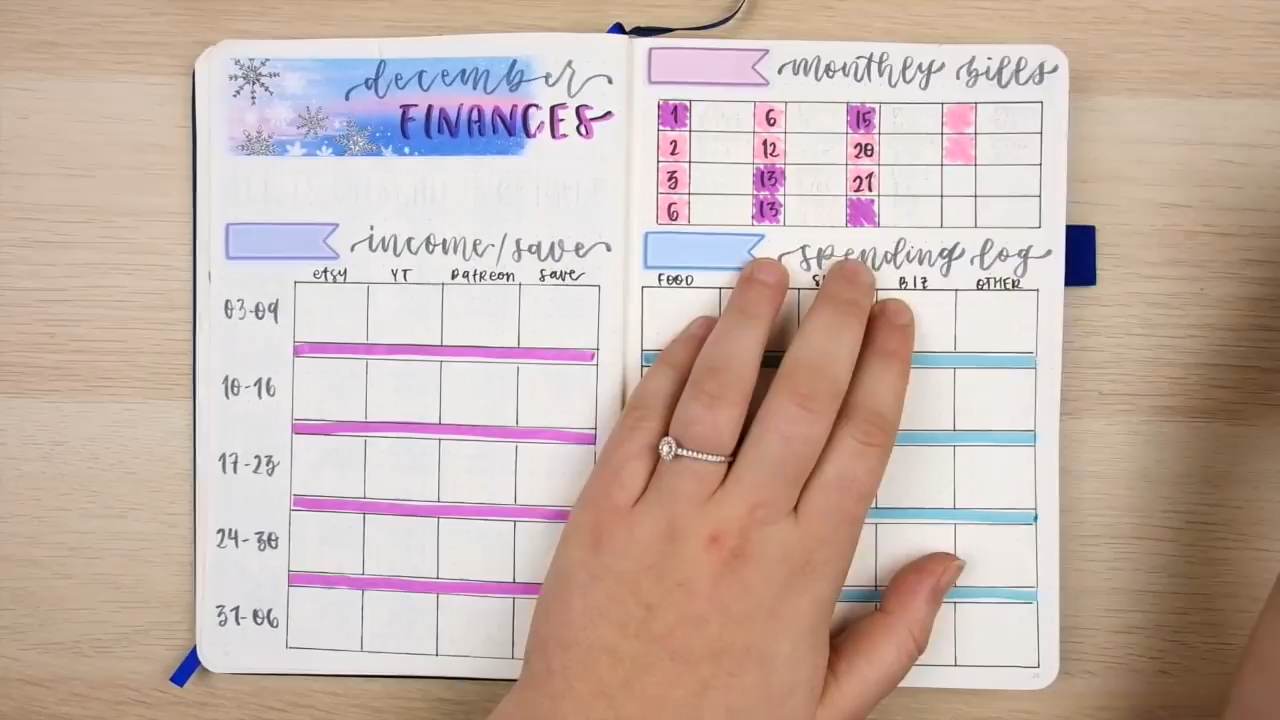 december
FINANCES
income/save
etsy YT patreon save
03-09
10-16
17-23
24-30
31-06
monthly bills
1 6 15
2 12 20
5 13 21
6 13
spending log
FOOD BIZ OTHER